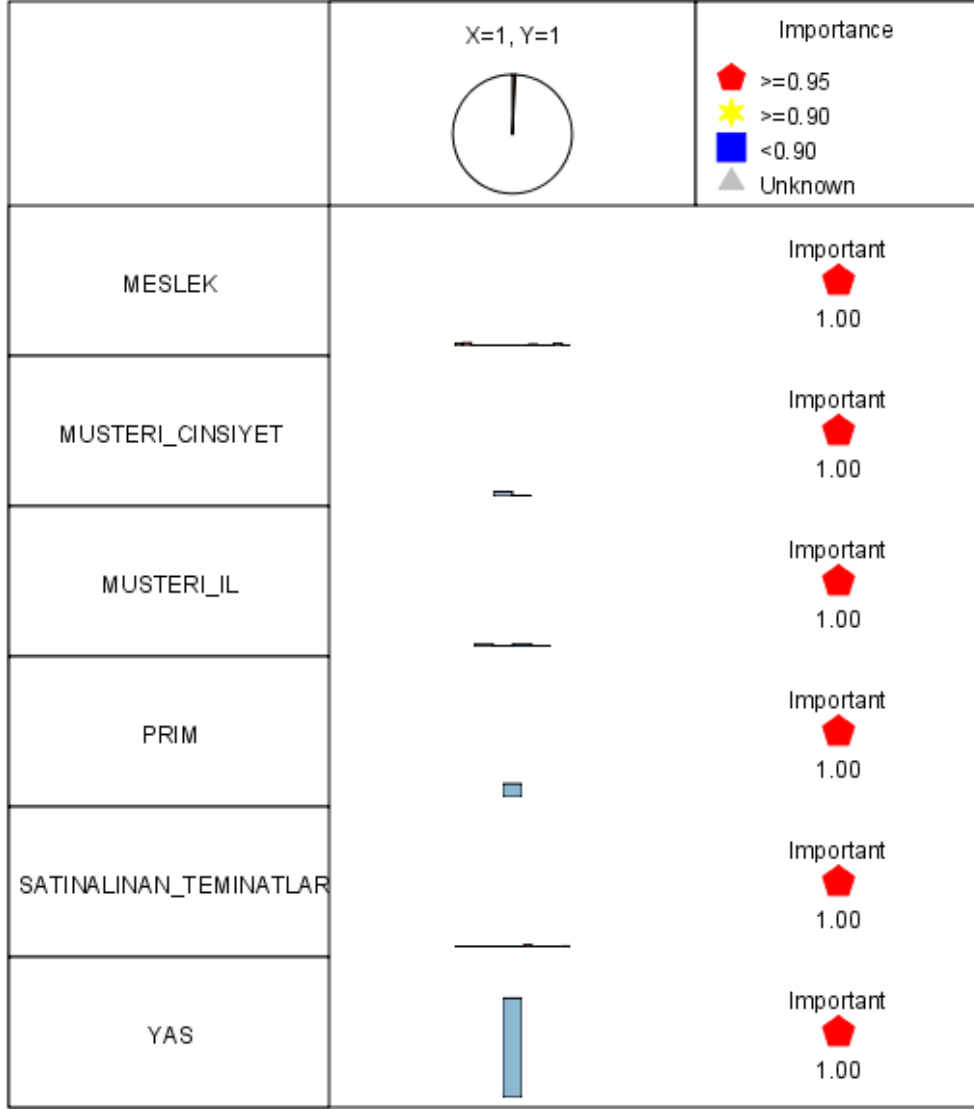 X=1, Y=1
Importance
>=0.95
>=0.90
<0.90
Unknown
MESLEK
Important
1.00
MUSTERI_CINSIYET
Important
1.00
MUSTERI_IL
Important
1.00
PRIM
Important
1.00
SATINALINAN_TEMINATLAR
Important
1.00
YAS
Important
1.00